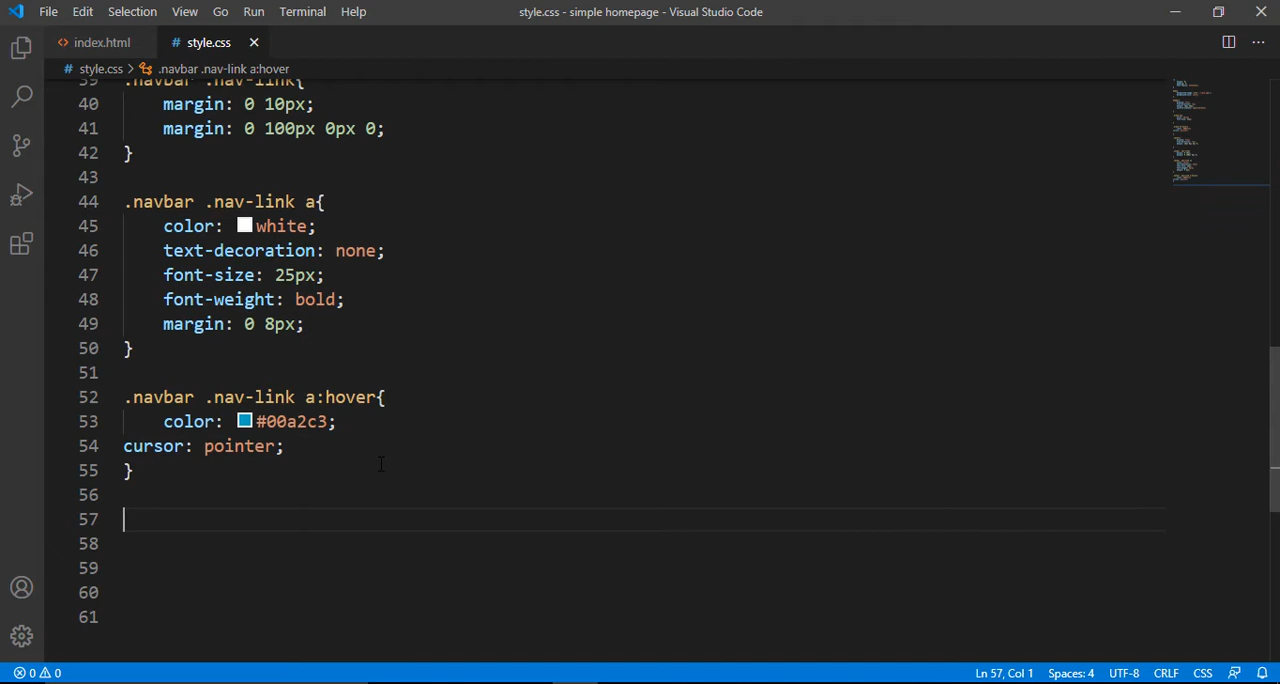 File Edit Selection View Go Run Terminal Help style.css - simple homepage - Visual Studio Code
index.html # style.css
# style.css > .navbar .nav-link a:hover
39 .navbar .nav-link{
40 margin: 0 10px;
41 margin: 0 100px 0px 0;
42 }
43
44 .navbar .nav-link a{
45 color: white;
46 text-decoration: none;
47 font-size: 25px;
48 font-weight: bold;
49 margin: 0 8px;
50 }
51
52 .navbar .nav-link a:hover{
53 color: #00a2c3;
54 cursor: pointer;
55 }
56
57
58
59
60
61
0 0 Ln 57, Col 1 Spaces: 4 UTF-8 CRLF CSS